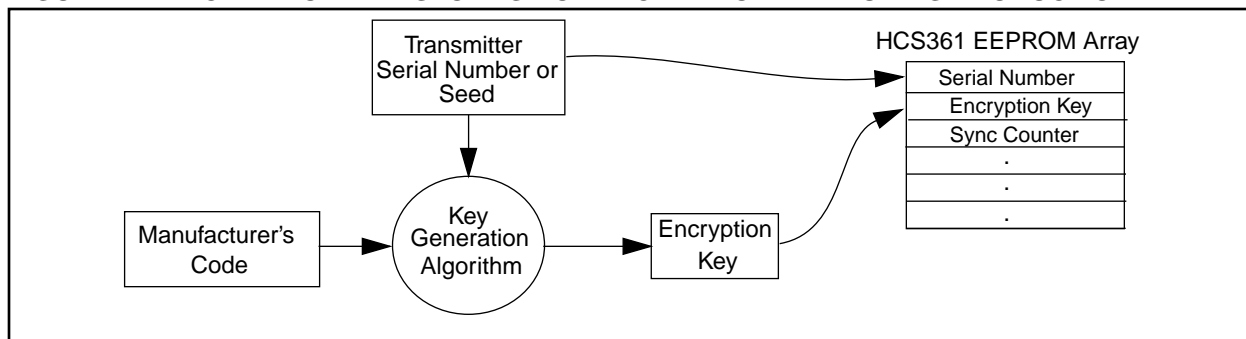 Transmitter
Serial Number or
Seed
HCS361 EEPROM Array
Serial Number
Encryption Key
Sync Counter
.
.
.
Manufacturer's
Code
Key
Generation
Algorithm
Encryption
Key